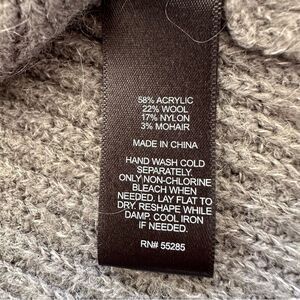 58% ACRYLIC
22% WOOL
17% NYLON
3% MOHAIR
MADE IN CHINA
HAND WASH COLD
SEPARATELY.
ONLY NON-CHLORINE
BLEACH WHEN
NEEDED. LAY FLAT TO
DRY. RESHAPE WHILE
DAMP. COOL IRON
IF NEEDED.
RN# 55285